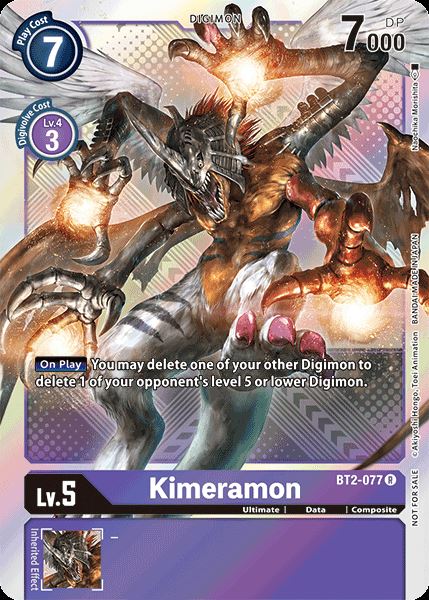 Play Cost
7
DIGIMON
7000
DP
Digivolve Cost
Lv.4
3
Naochika Morishita
On Play You may delete one of your other Digimon to
delete 1 of your opponent's level 5 or lower Digimon.
©Akiyoshi Hongo, Toei Animation BANDAI MADE IN JAPAN
NOT FOR SALE
Lv.5
Kimeramon
BT2-077 R
Ultimate | Data | Composite
Inherited Effect
–